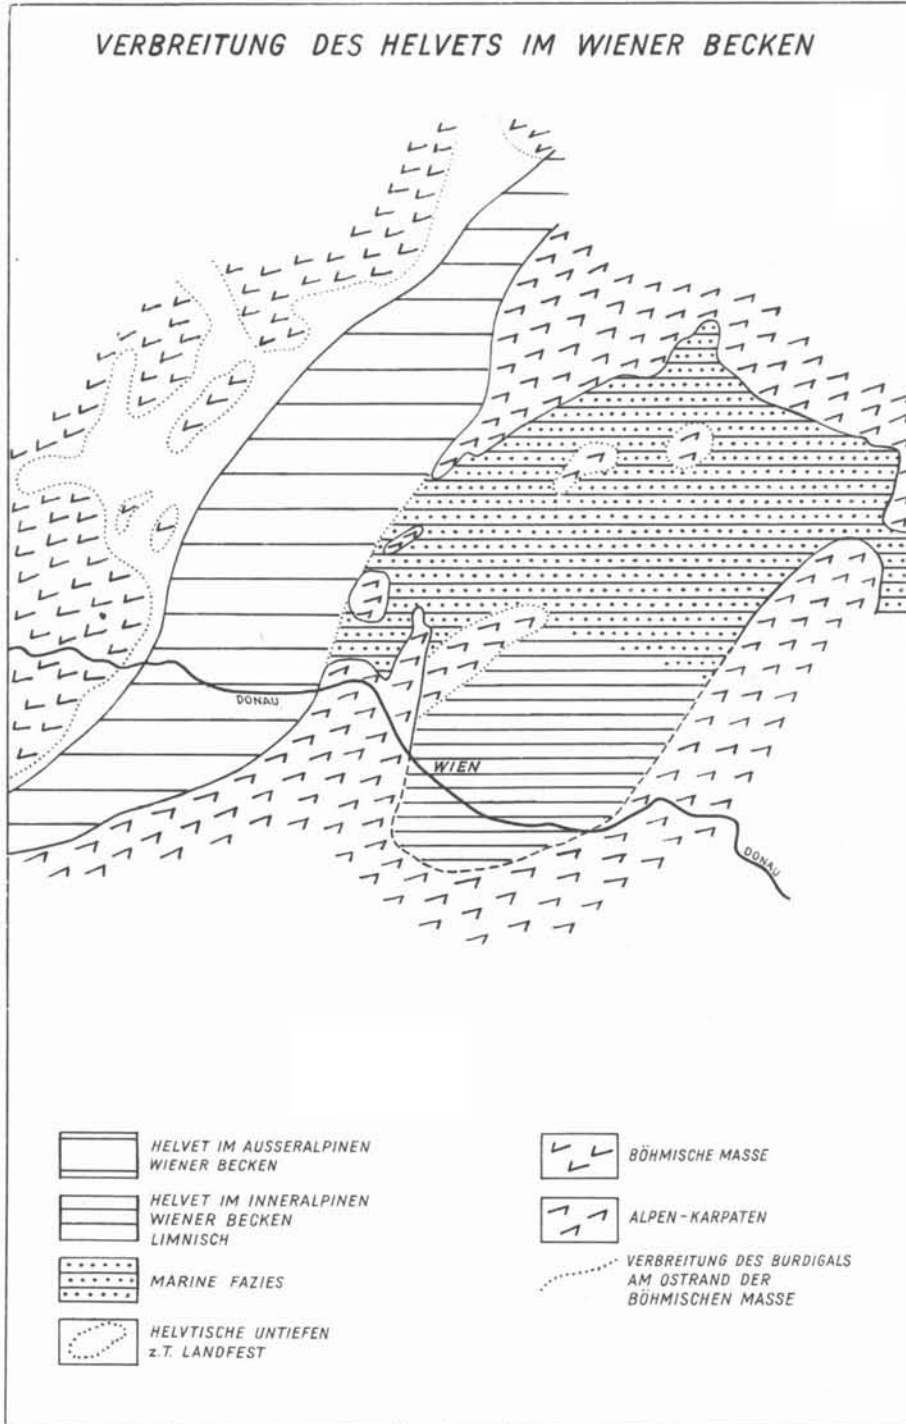 VERBREITUNG DES HELVETS IM WIENER BECKEN
DONAU
WIEN
DONAU
HELVET IM AUSSERALPINEN
WIENER BECKEN
HELVET IM INNERALPINEN
WIENER BECKEN
LIMNISCH
MARINE FAZIES
HELVTISCHE UNTIEFEN
z.T. LANDFEST
BÖHMISCHE MASSE
ALPEN-KARPATEN
VERBREITUNG DES BURDIGALS
AM OSTRAND DER
BÖHMISCHEN MASSE